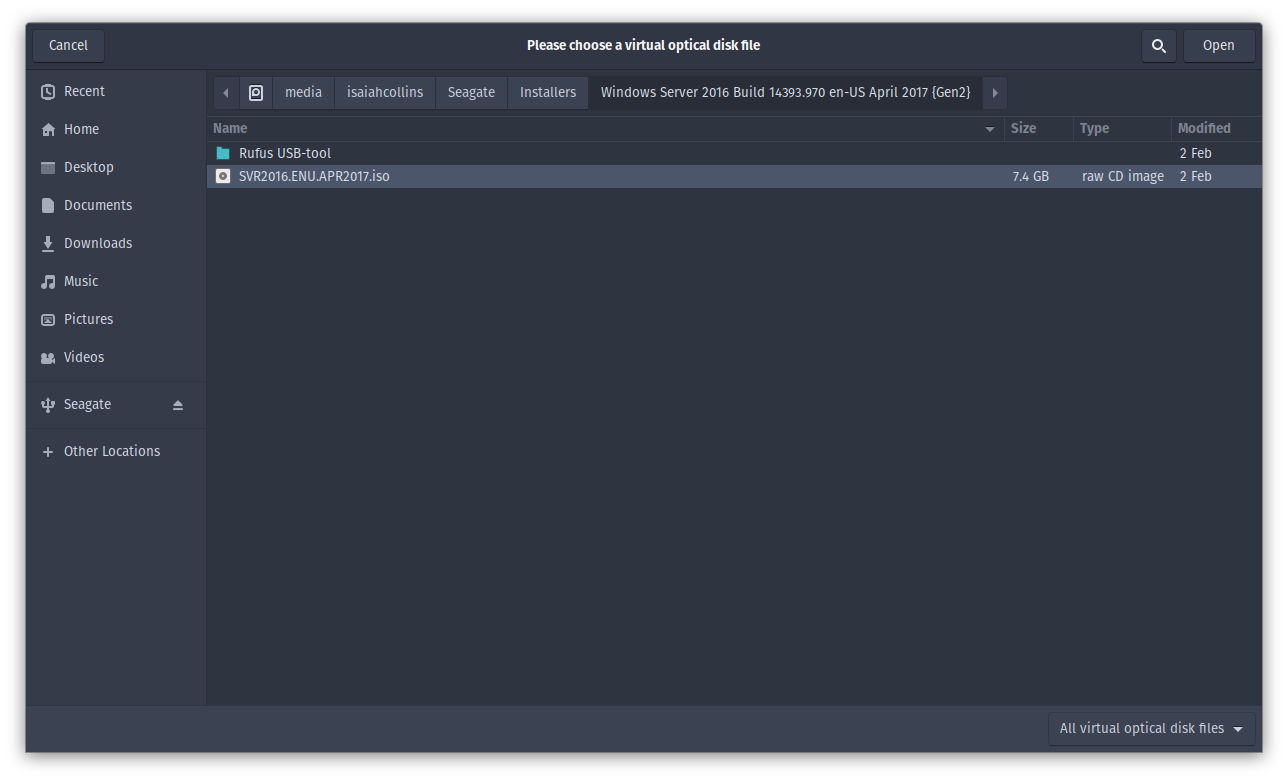 Cancel Please choose a virtual optical disk file Open
Recent
Home
Desktop
Documents
Downloads
Music
Pictures
Videos
Seagate
Other Locations
media isaiahcollins Seagate Installers Windows Server 2016 Build 14393.970 en-US April 2017 {Gen2}
Name Size Type Modified
Rufus USB-tool 2 Feb
SVR2016.ENU.APR2017.iso 7.4 GB raw CD image 2 Feb
All virtual optical disk files